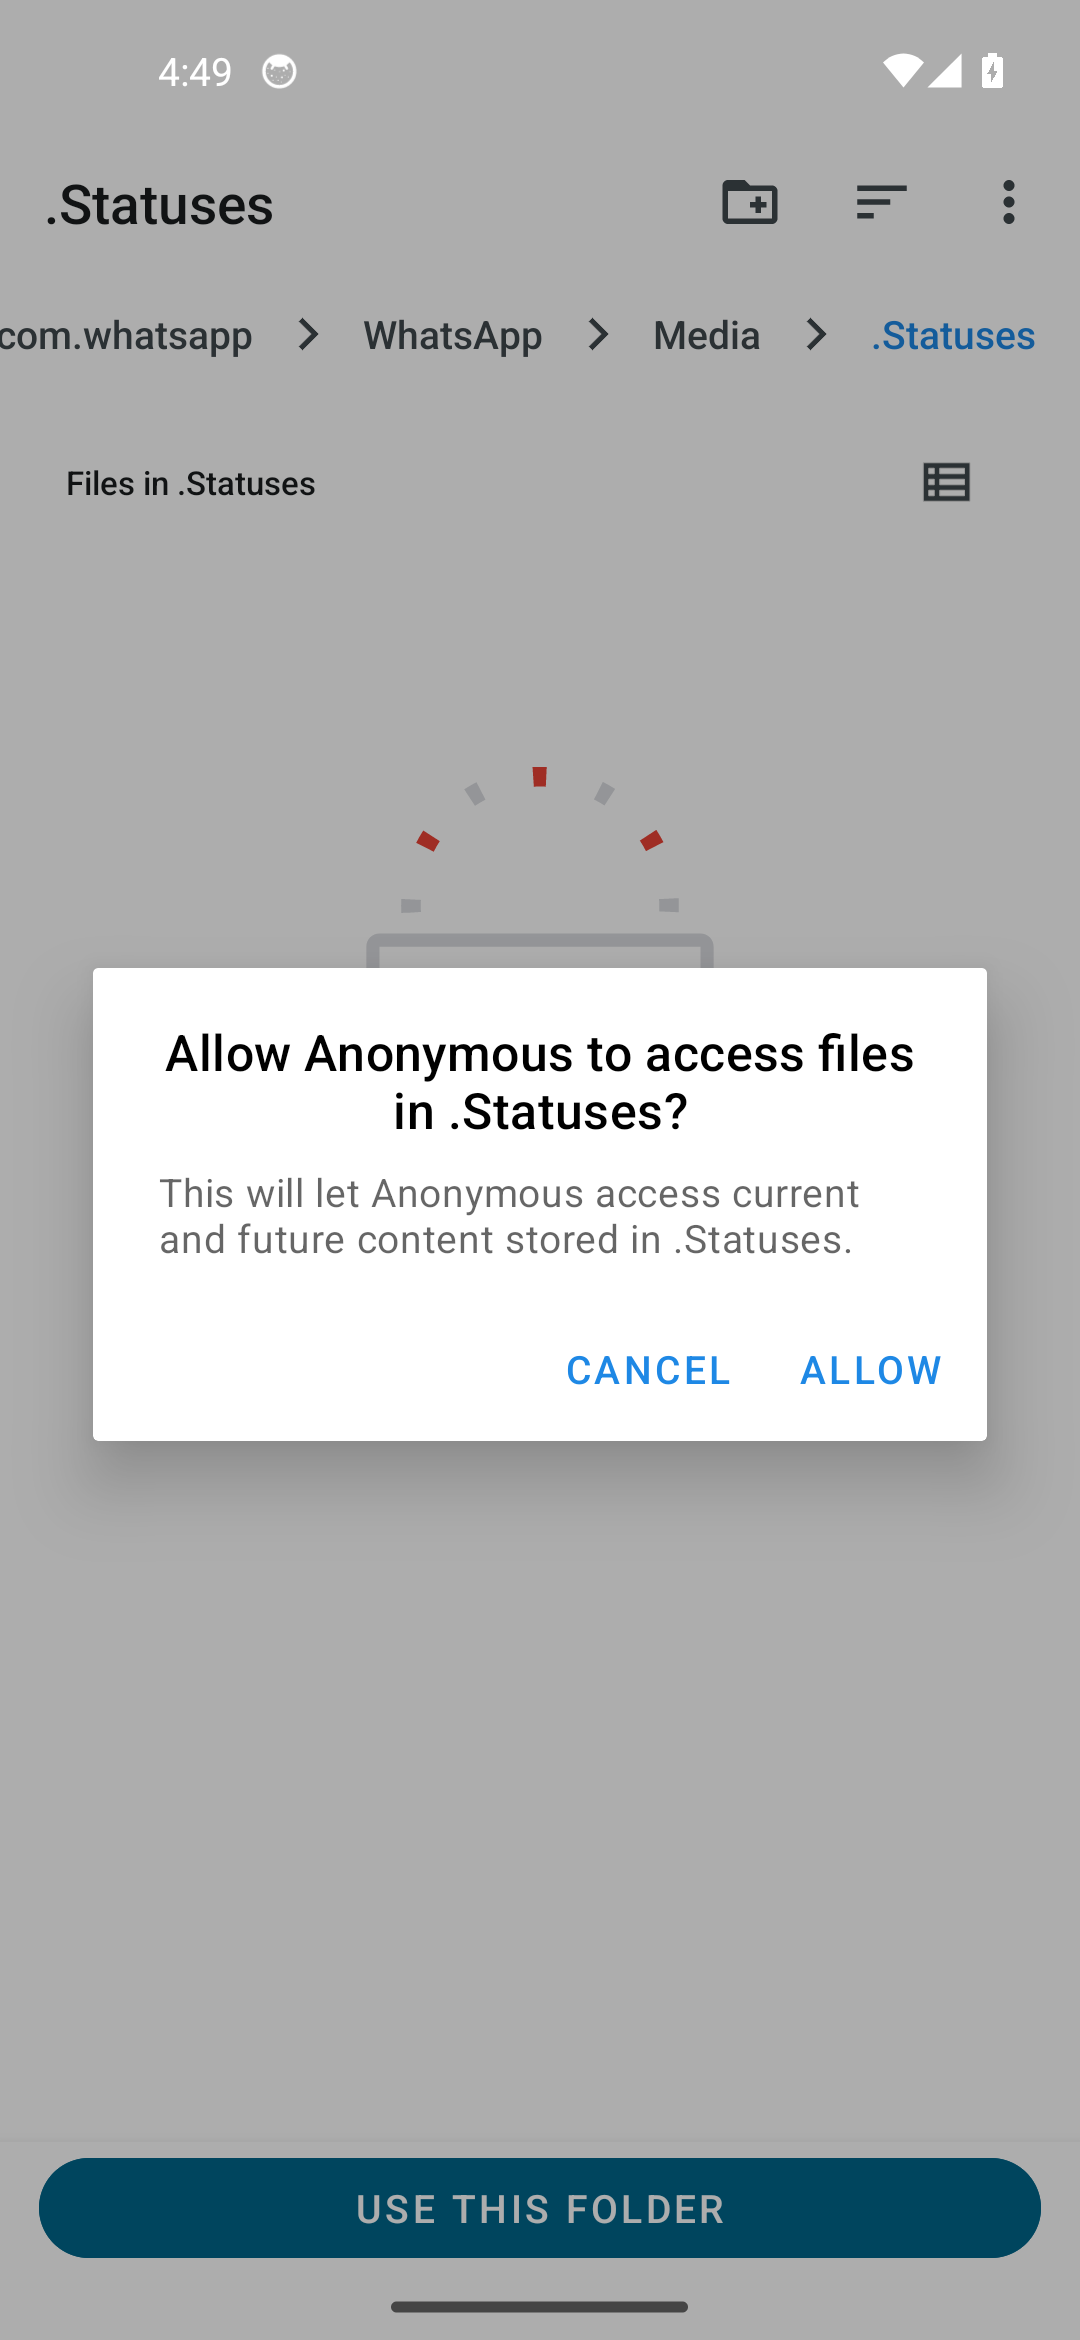 4:49
.Statuses
com.whatsapp > WhatsApp > Media > .Statuses
Files in .Statuses
Allow Anonymous to access files
in .Statuses?
This will let Anonymous access current
and future content stored in .Statuses.
CANCEL ALLOW
USE THIS FOLDER